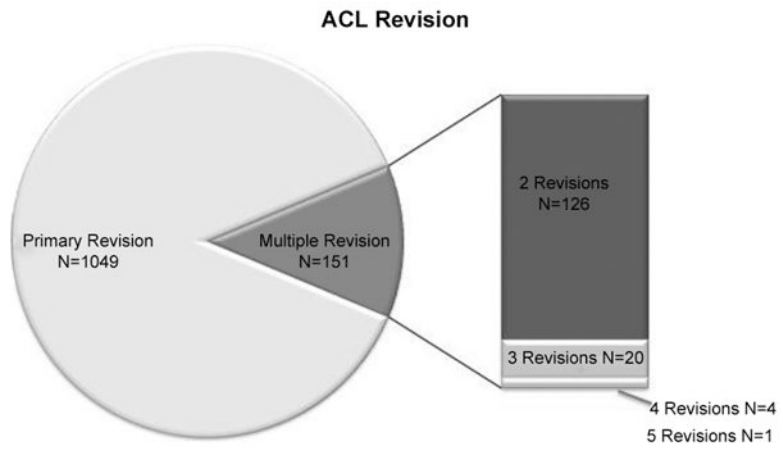 ACL Revision
Primary Revision
N=1049
Multiple Revision
N=151
2 Revisions
N=126
3 Revisions N=20
4 Revisions N=4
5 Revisions N=1